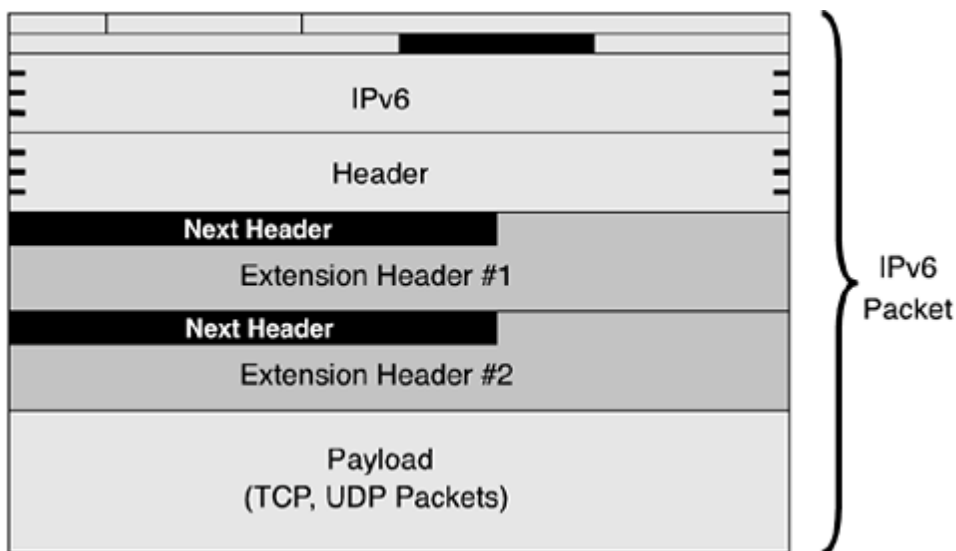 IPv6
Header
Next Header
Extension Header #1
Next Header
Extension Header #2
Payload
(TCP, UDP Packets)
IPv6
Packet